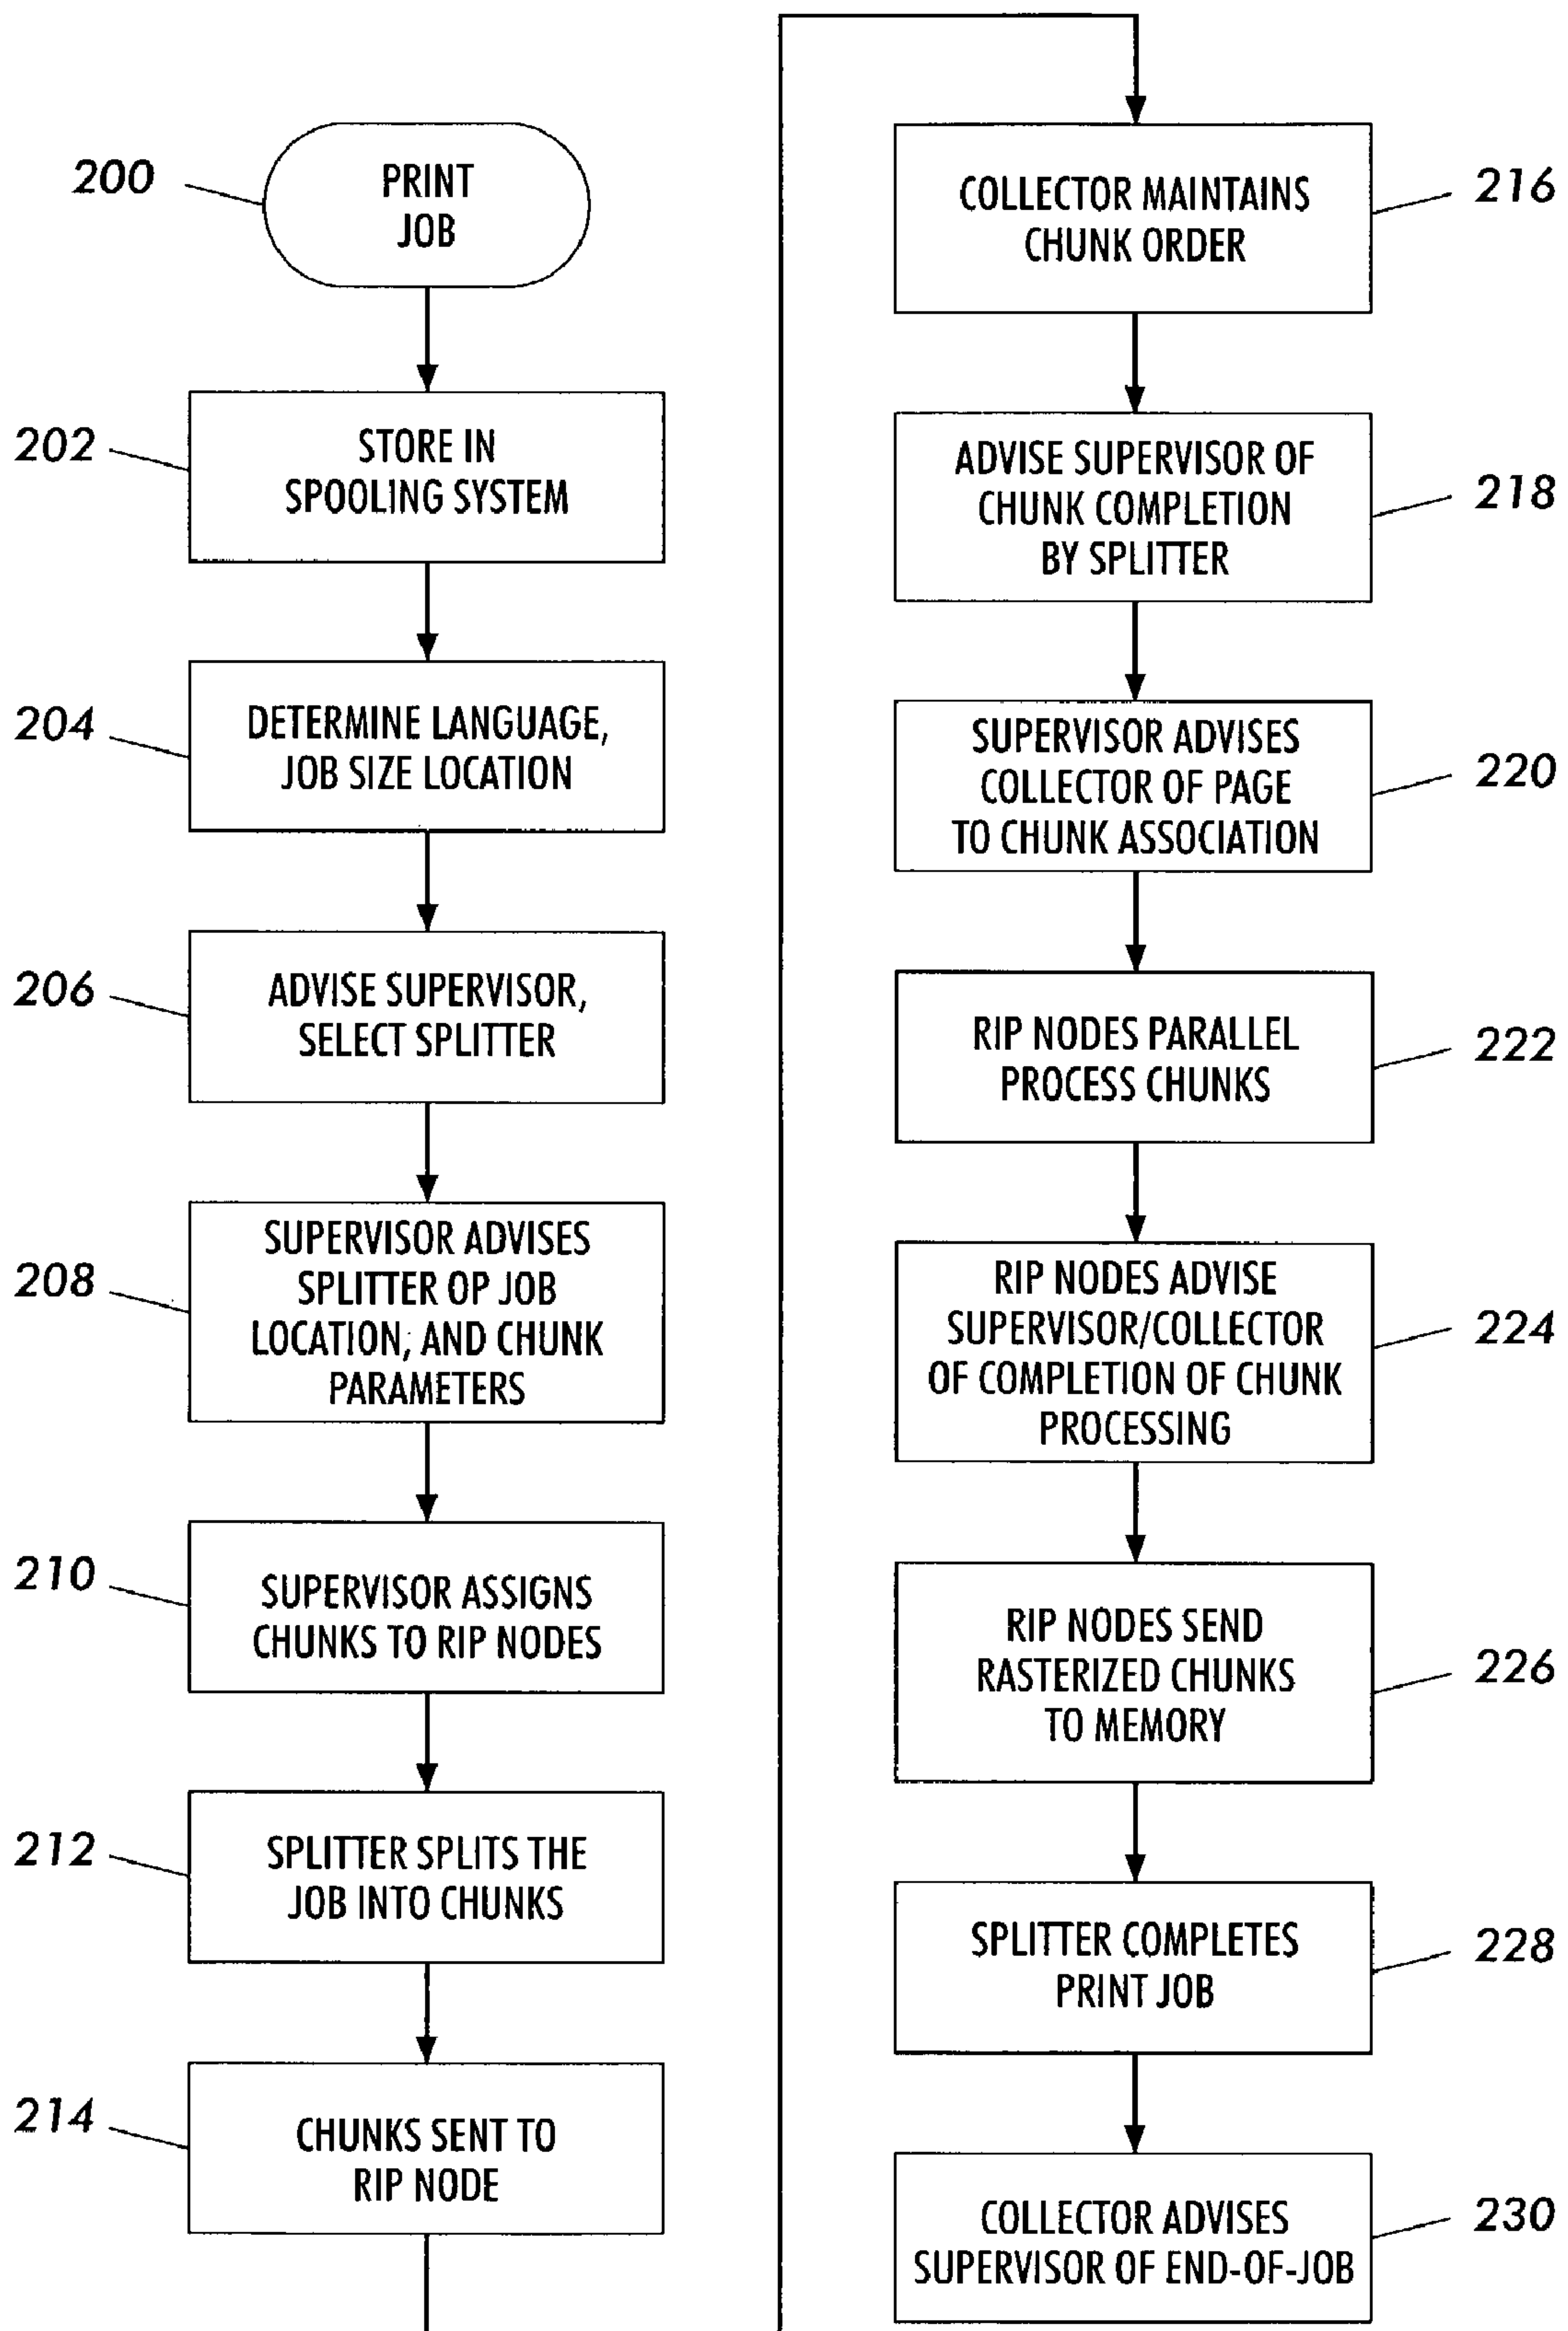 200
PRINT
JOB
202
STORE IN
SPOOLING SYSTEM
204
DETERMINE LANGUAGE,
JOB SIZE LOCATION
206
ADVISE SUPERVISOR,
SELECT SPLITTER
208
SUPERVISOR ADVISES
SPLITTER OP JOB
LOCATION, AND CHUNK
PARAMETERS
210
SUPERVISOR ASSIGNS
CHUNKS TO RIP NODES
212
SPLITTER SPLITS THE
JOB INTO CHUNKS
214
CHUNKS SENT TO
RIP NODE
216
COLLECTOR MAINTAINS
CHUNK ORDER
218
ADVISE SUPERVISOR OF
CHUNK COMPLETION
BY SPLITTER
220
SUPERVISOR ADVISES
COLLECTOR OF PAGE
TO CHUNK ASSOCIATION
222
RIP NODES PARALLEL
PROCESS CHUNKS
224
RIP NODES ADVISE
SUPERVISOR/COLLECTOR
OF COMPLETION OF CHUNK
PROCESSING
226
RIP NODES SEND
RASTERIZED CHUNKS
TO MEMORY
228
SPLITTER COMPLETES
PRINT JOB
230
COLLECTOR ADVISES
SUPERVISOR OF END-OF-JOB